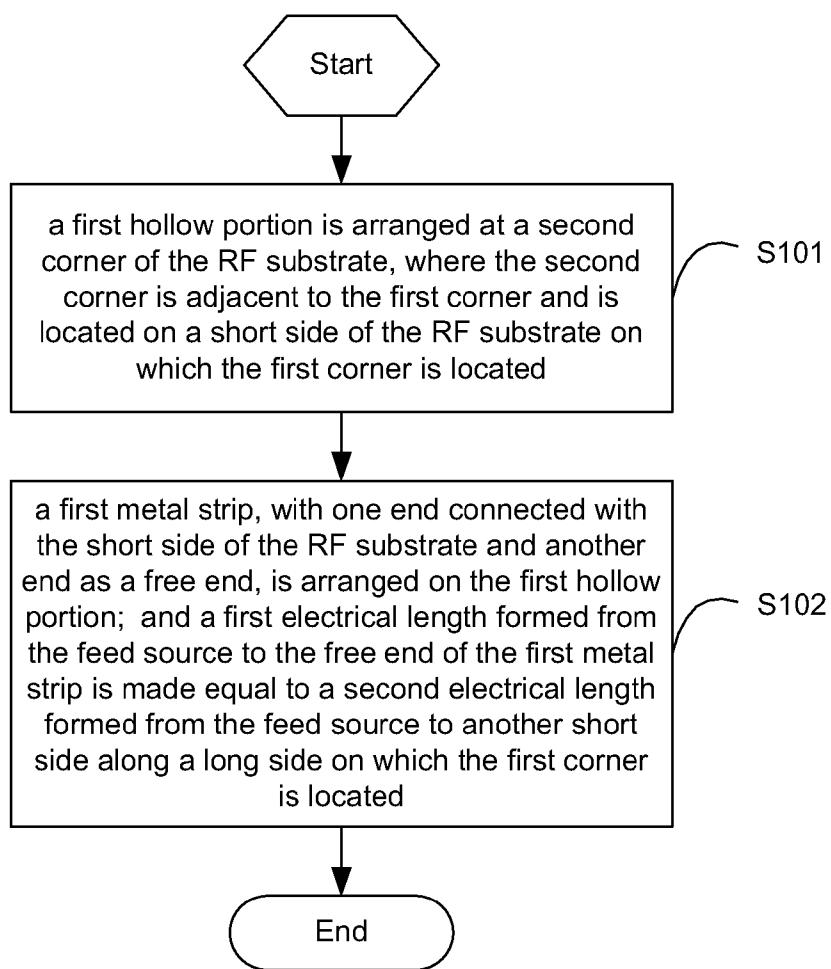 Start
a first hollow portion is arranged at a second
corner of the RF substrate, where the second
corner is adjacent to the first corner and is
located on a short side of the RF substrate on
which the first corner is located
S101
a first metal strip, with one end connected with
the short side of the RF substrate and another
end as a free end, is arranged on the first hollow
portion; and a first electrical length formed from
the feed source to the free end of the first metal
strip is made equal to a second electrical length
formed from the feed source to another short
side along a long side on which the first corner
is located
S102
End